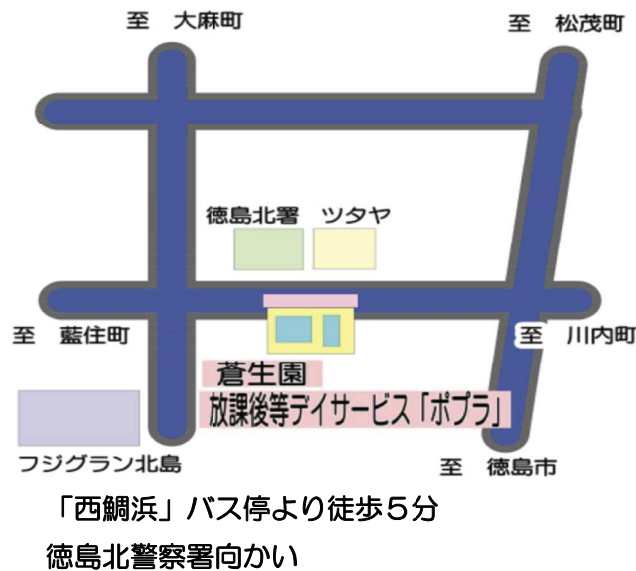 至　大麻町
至　松茂町
徳島北署　ツタヤ
至　藍住町
至　川内町
蒼生園
放課後等デイサービス「ポプラ」
フジグラン北島
至　徳島市
「西鯛浜」バス停より徒歩５分
徳島北警察署向かい